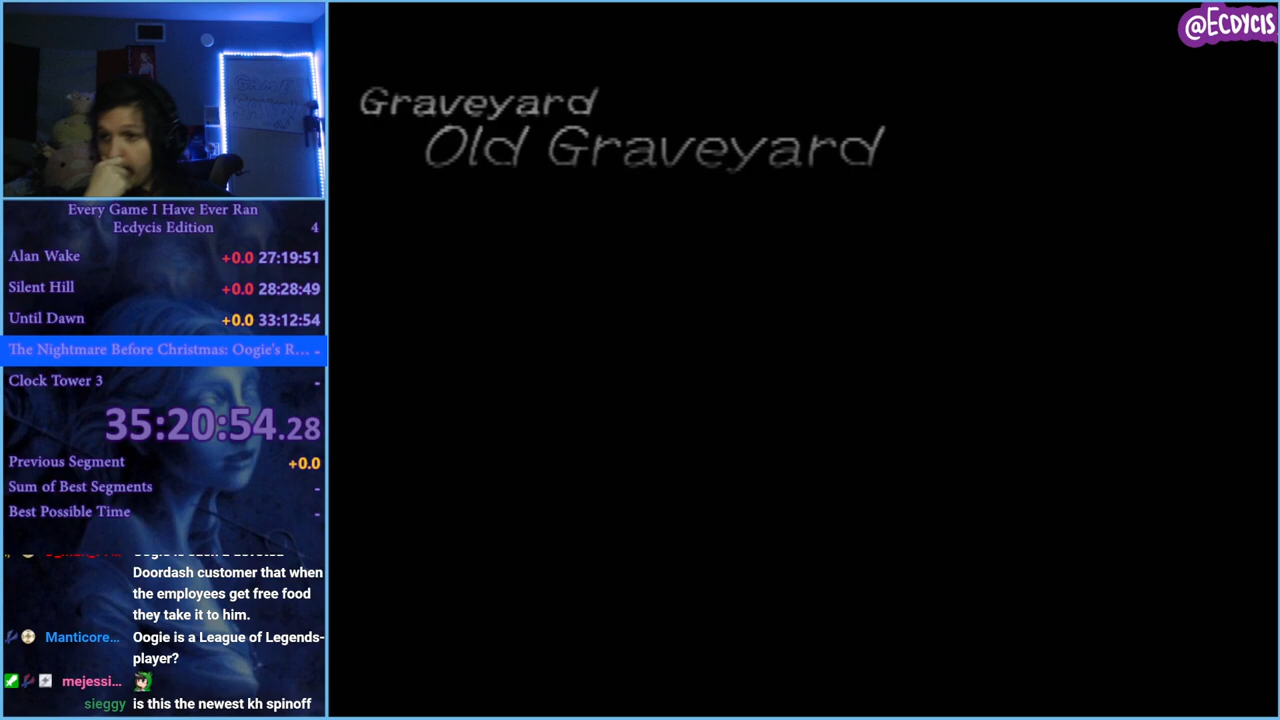 @ECDYCIS
Graveyard
Old Graveyard
Every Game I Have Ever Ran
Ecdycis Edition 4
Alan Wake +0.0 27:19:51
Silent Hill +0.0 28:28:49
Until Dawn +0.0 33:12:54
The Nightmare Before Christmas: Oogie's R... -
Clock Tower 3 -
35:20:54.28
Previous Segment +0.0
Sum of Best Segments -
Best Possible Time -
Doordash customer that when
the employees get free food
they take it to him.
Manticore... Oogie is a League of Legends-
player?
mejessi...
sieggy is this the newest kh spinoff